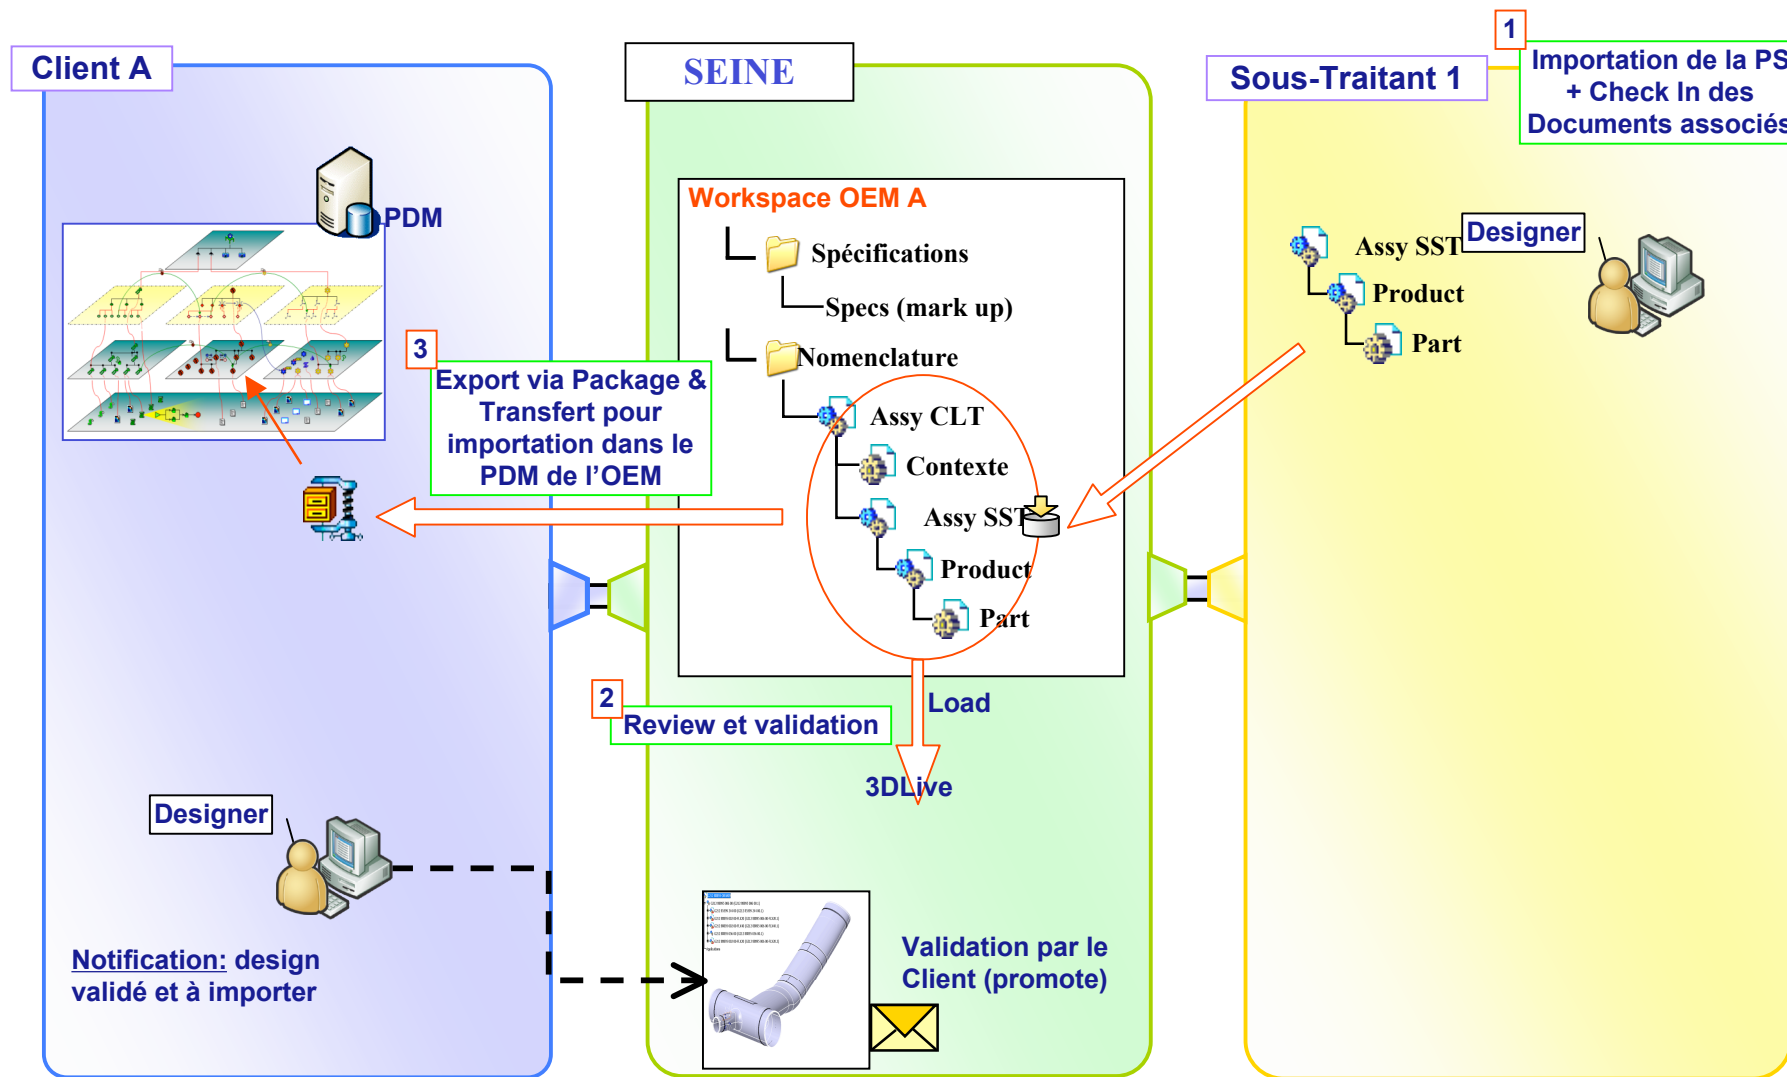 Client A
SEINE
Sous-Traitant 1
1
Importation de la PS
+ Check In des
Documents associés
PDM
Workspace OEM A
Spécifications
Specs (mark up)
Nomenclature
Assy CLT
Contexte
Assy SST
Product
Part
Assy SST
Product
Part
Designer
3
Export via Package &
Transfert pour
importation dans le
PDM de l'OEM
2
Review et validation
Load
3DLive
Designer
Notification: design
validé et à importer
Validation par le
Client (promote)